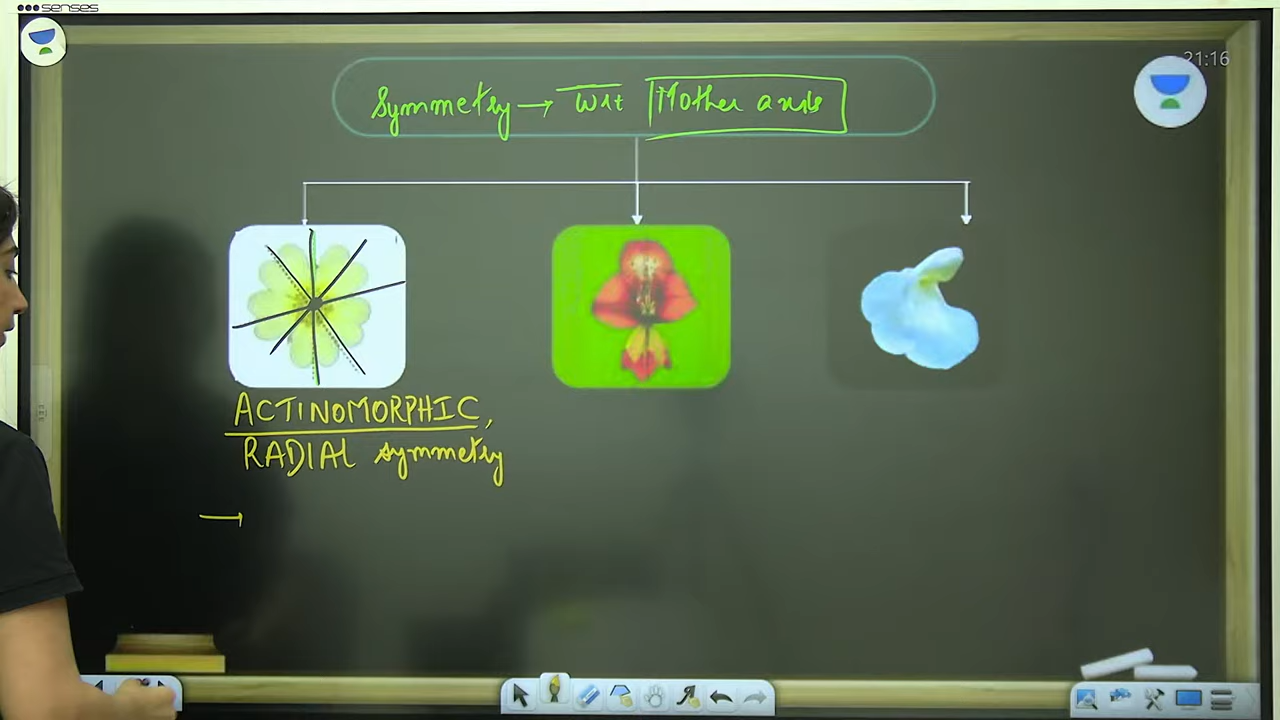 senses
21:16
Symmetry → wrt Mother axis
ACTINOMORPHIC,
RADIAL symmetry
→